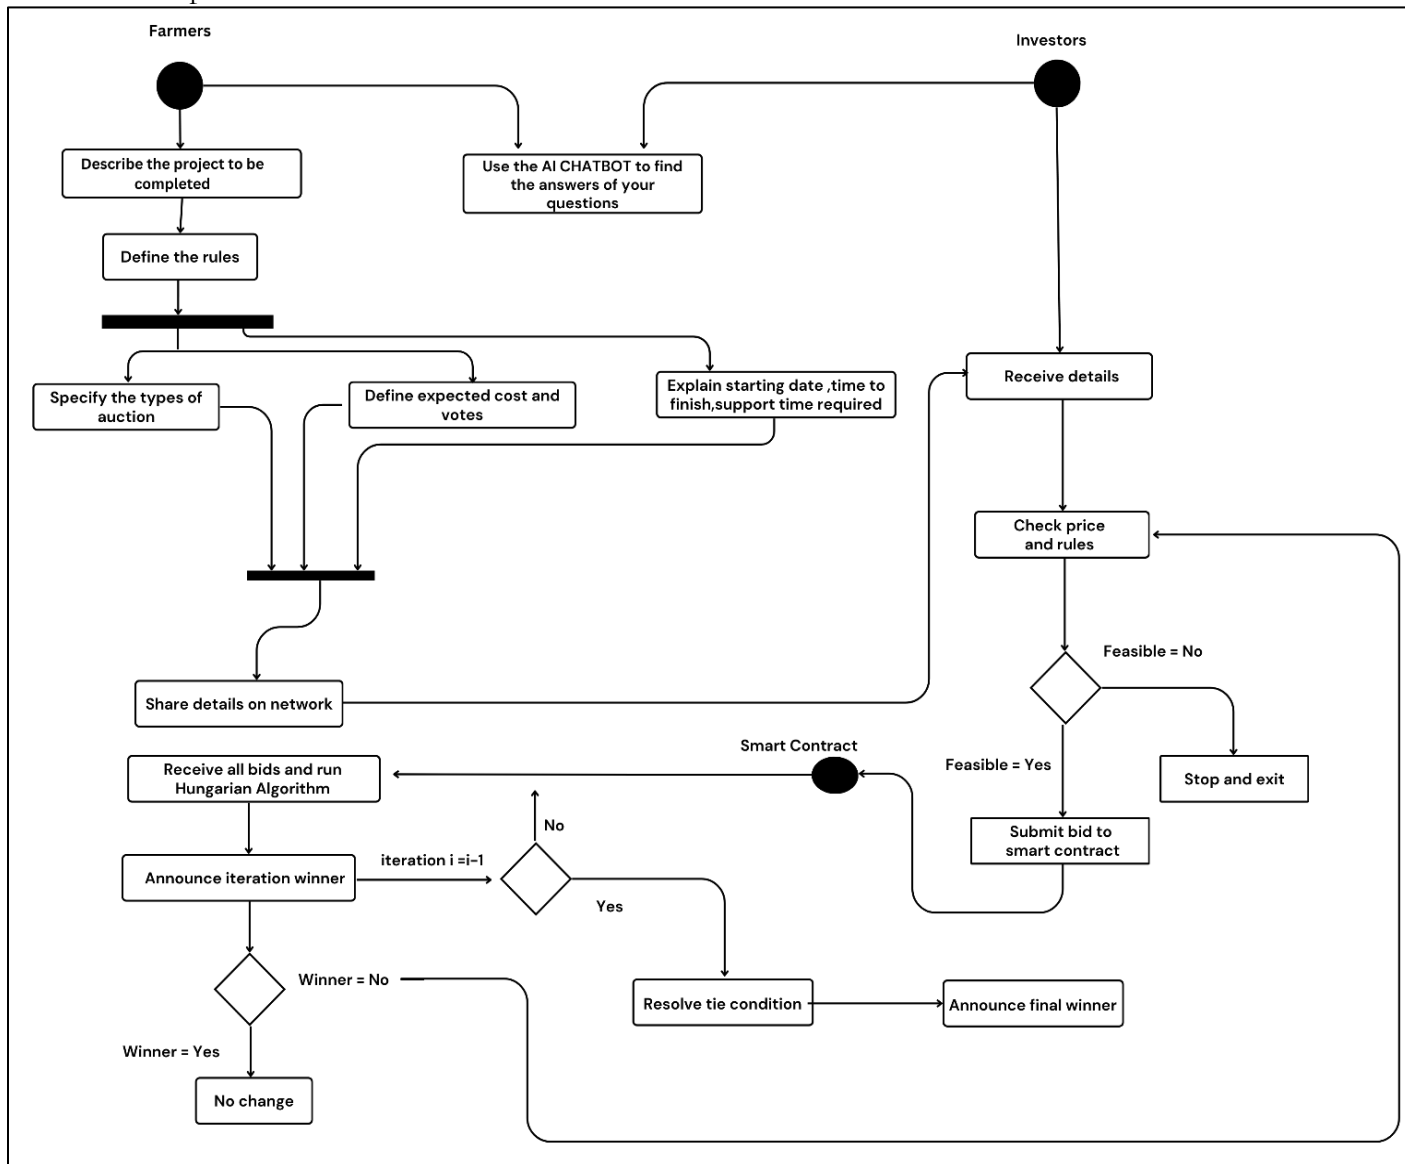 Farmers
Investors
Describe the project to be
completed
Use the AI CHATBOT to find
the answers of your
questions
Define the rules
Specify the types of
auction
Define expected cost and
votes
Explain starting date ,time to
finish,support time required
Receive details
Check price
and rules
Feasible = No
Share details on network
Smart Contract
Feasible = Yes
Stop and exit
Receive all bids and run
Hungarian Algorithm
No
Submit bid to
smart contract
iteration i =i-1
Announce iteration winner
Yes
Winner = No
Resolve tie condition
Announce final winner
Winner = Yes
No change